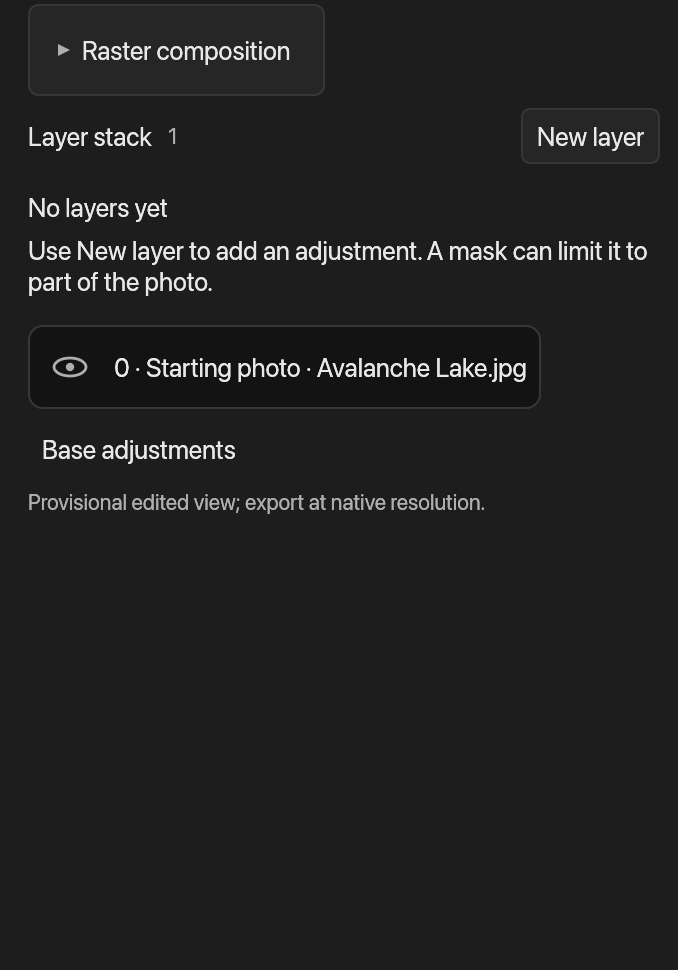 Raster composition
Layer stack 1
New layer
No layers yet
Use New layer to add an adjustment. A mask can limit it to
part of the photo.
0 · Starting photo · Avalanche Lake.jpg
Base adjustments
Provisional edited view; export at native resolution.